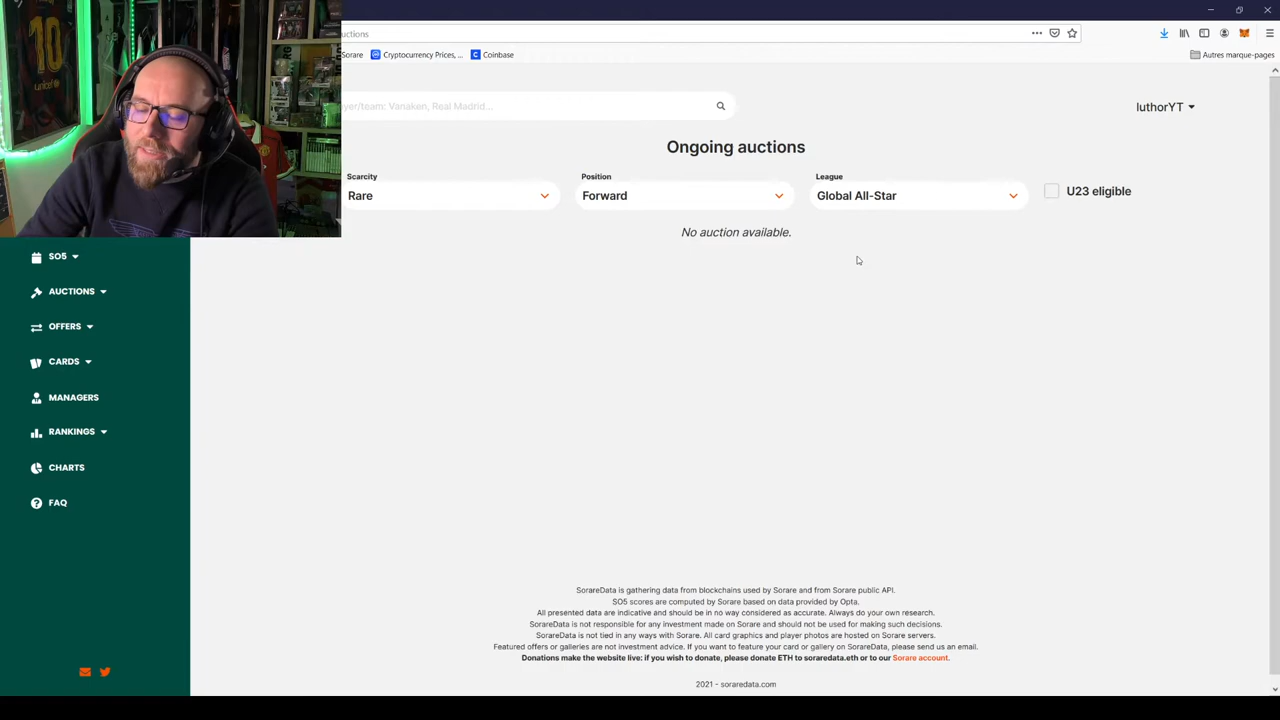 uctions
Sorare
Cryptocurrency Prices, ...
Coinbase
Autres marque-pages
10
unicef
yer/team: Vanaken, Real Madrid...
luthorYT
Ongoing auctions
Scarcity
Position
League
Rare
Forward
Global All-Star
U23 eligible
No auction available.
SO5
AUCTIONS
OFFERS
CARDS
MANAGERS
RANKINGS
CHARTS
FAQ
SorareData is gathering data from blockchains used by Sorare and from Sorare public API.
SO5 scores are computed by Sorare based on data provided by Opta.
All presented data are indicative and should be in no way considered as accurate. Always do your own research.
SorareData is not responsible for any investment made on Sorare and should not be used for making such decisions.
SorareData is not tied in any ways with Sorare. All card graphics and player photos are hosted on Sorare servers.
Featured offers or galleries are not investment advice. If you want to feature your card or gallery on SorareData, please send us an email.
Donations make the website live: if you wish to donate, please donate ETH to soraredata.eth or to our Sorare account.
2021 - soraredata.com